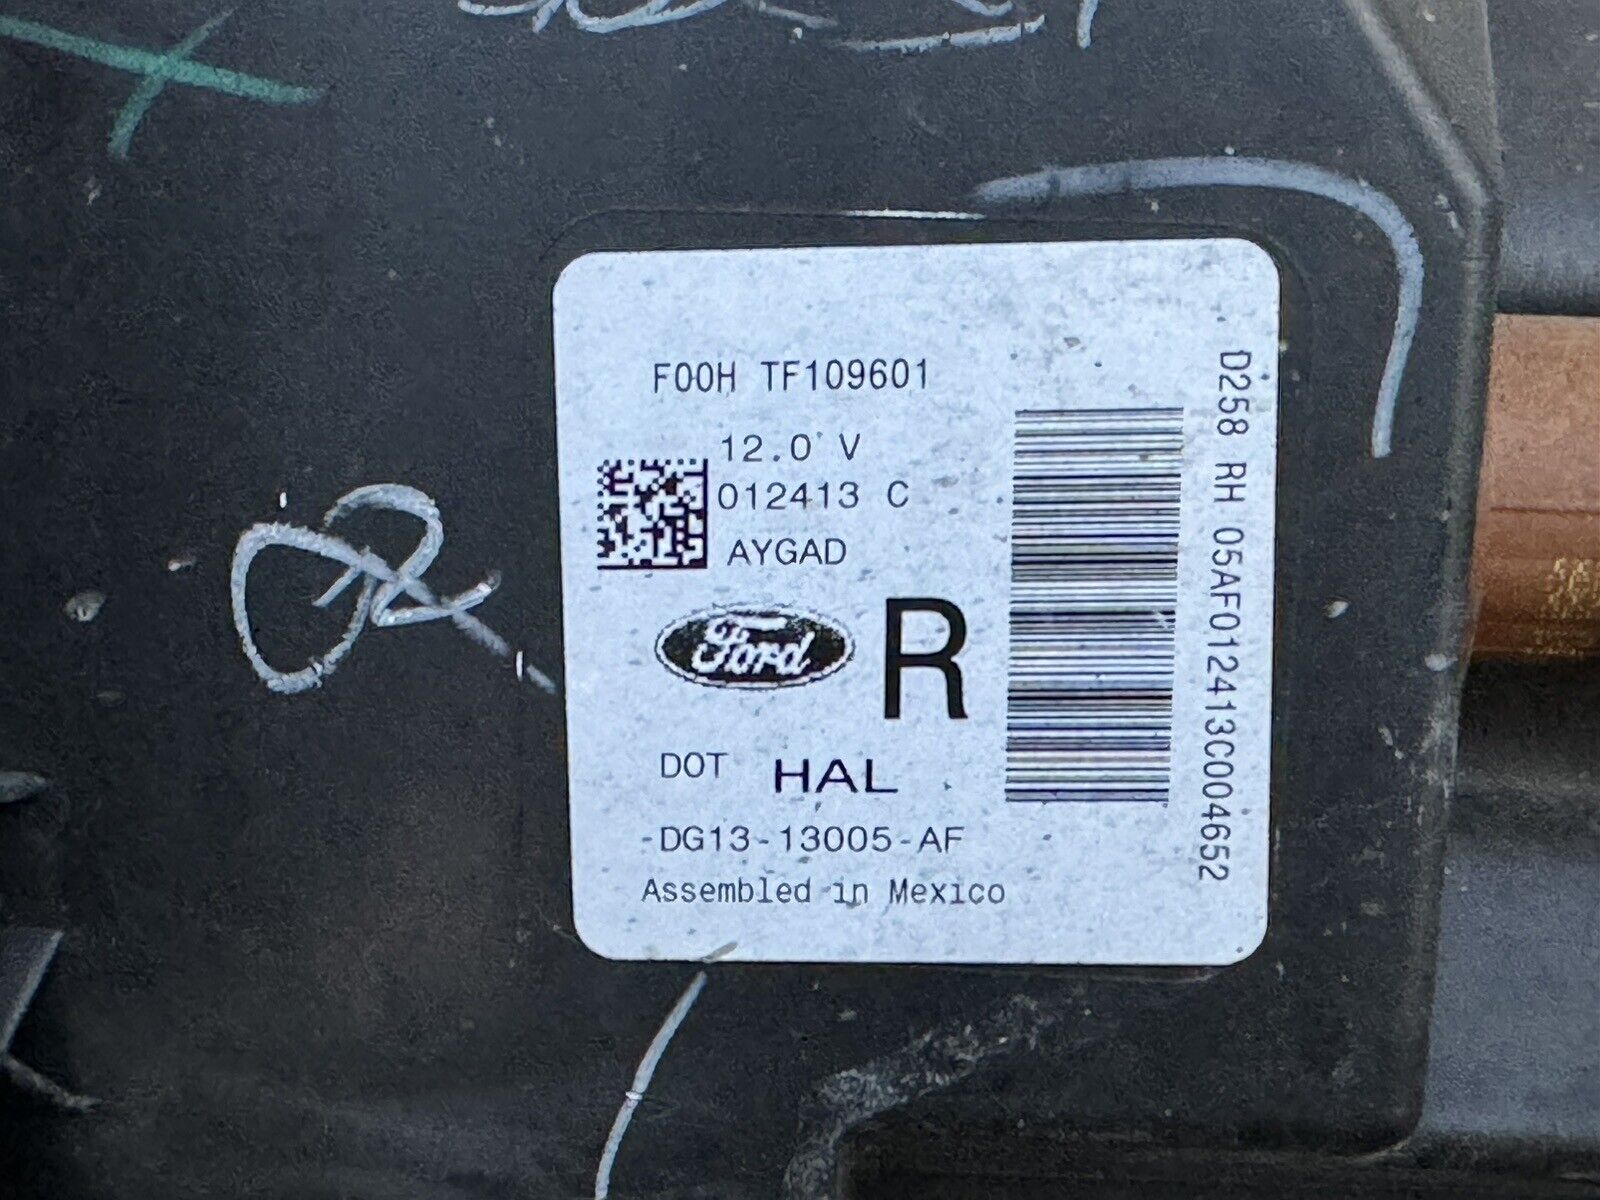 F00H TF109601
12.0 V
012413 C
AYGAD
Ford
R
DOT HAL
-DG13-13005-AF
Assembled in Mexico
D258 RH 05AF012413C004652